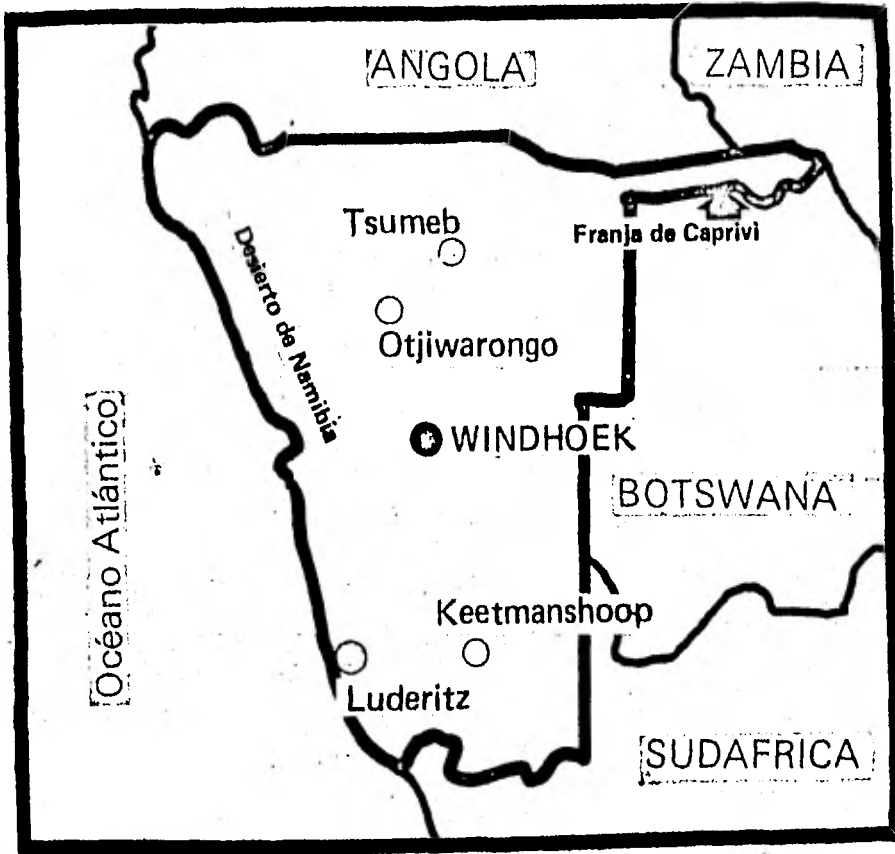 ANGOLA
ZAMBIA
Tsumeb
Franja de Caprivi
Desierto de Namibia
Otjiwarongo
WINDHOEK
Océano Atlántico
BOTSWANA
Keetmanshoop
Luderitz
SUDAFRICA